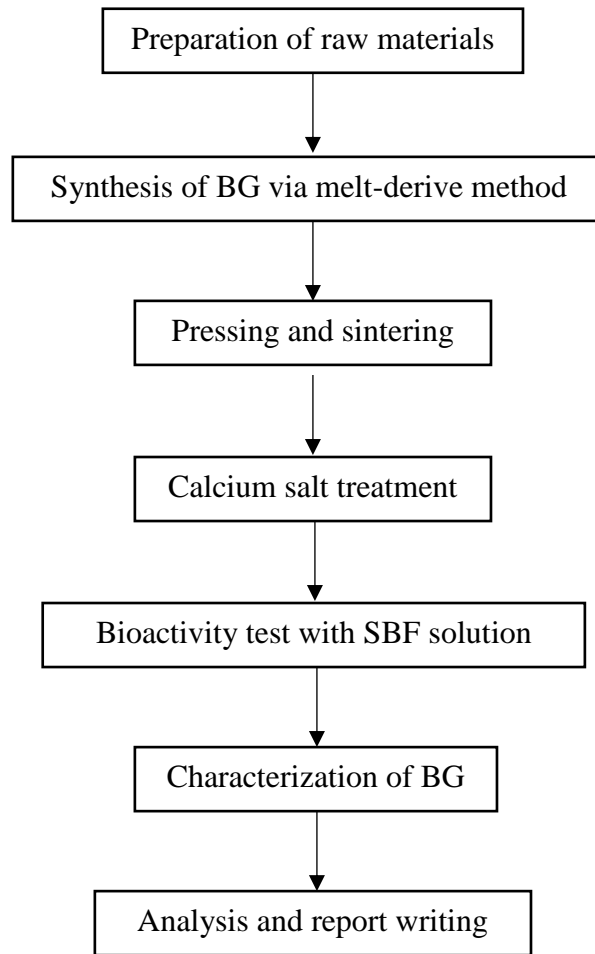 Preparation of raw materials
Synthesis of BG via melt-derive method
Pressing and sintering
Calcium salt treatment
Bioactivity test with SBF solution
Characterization of BG
Analysis and report writing